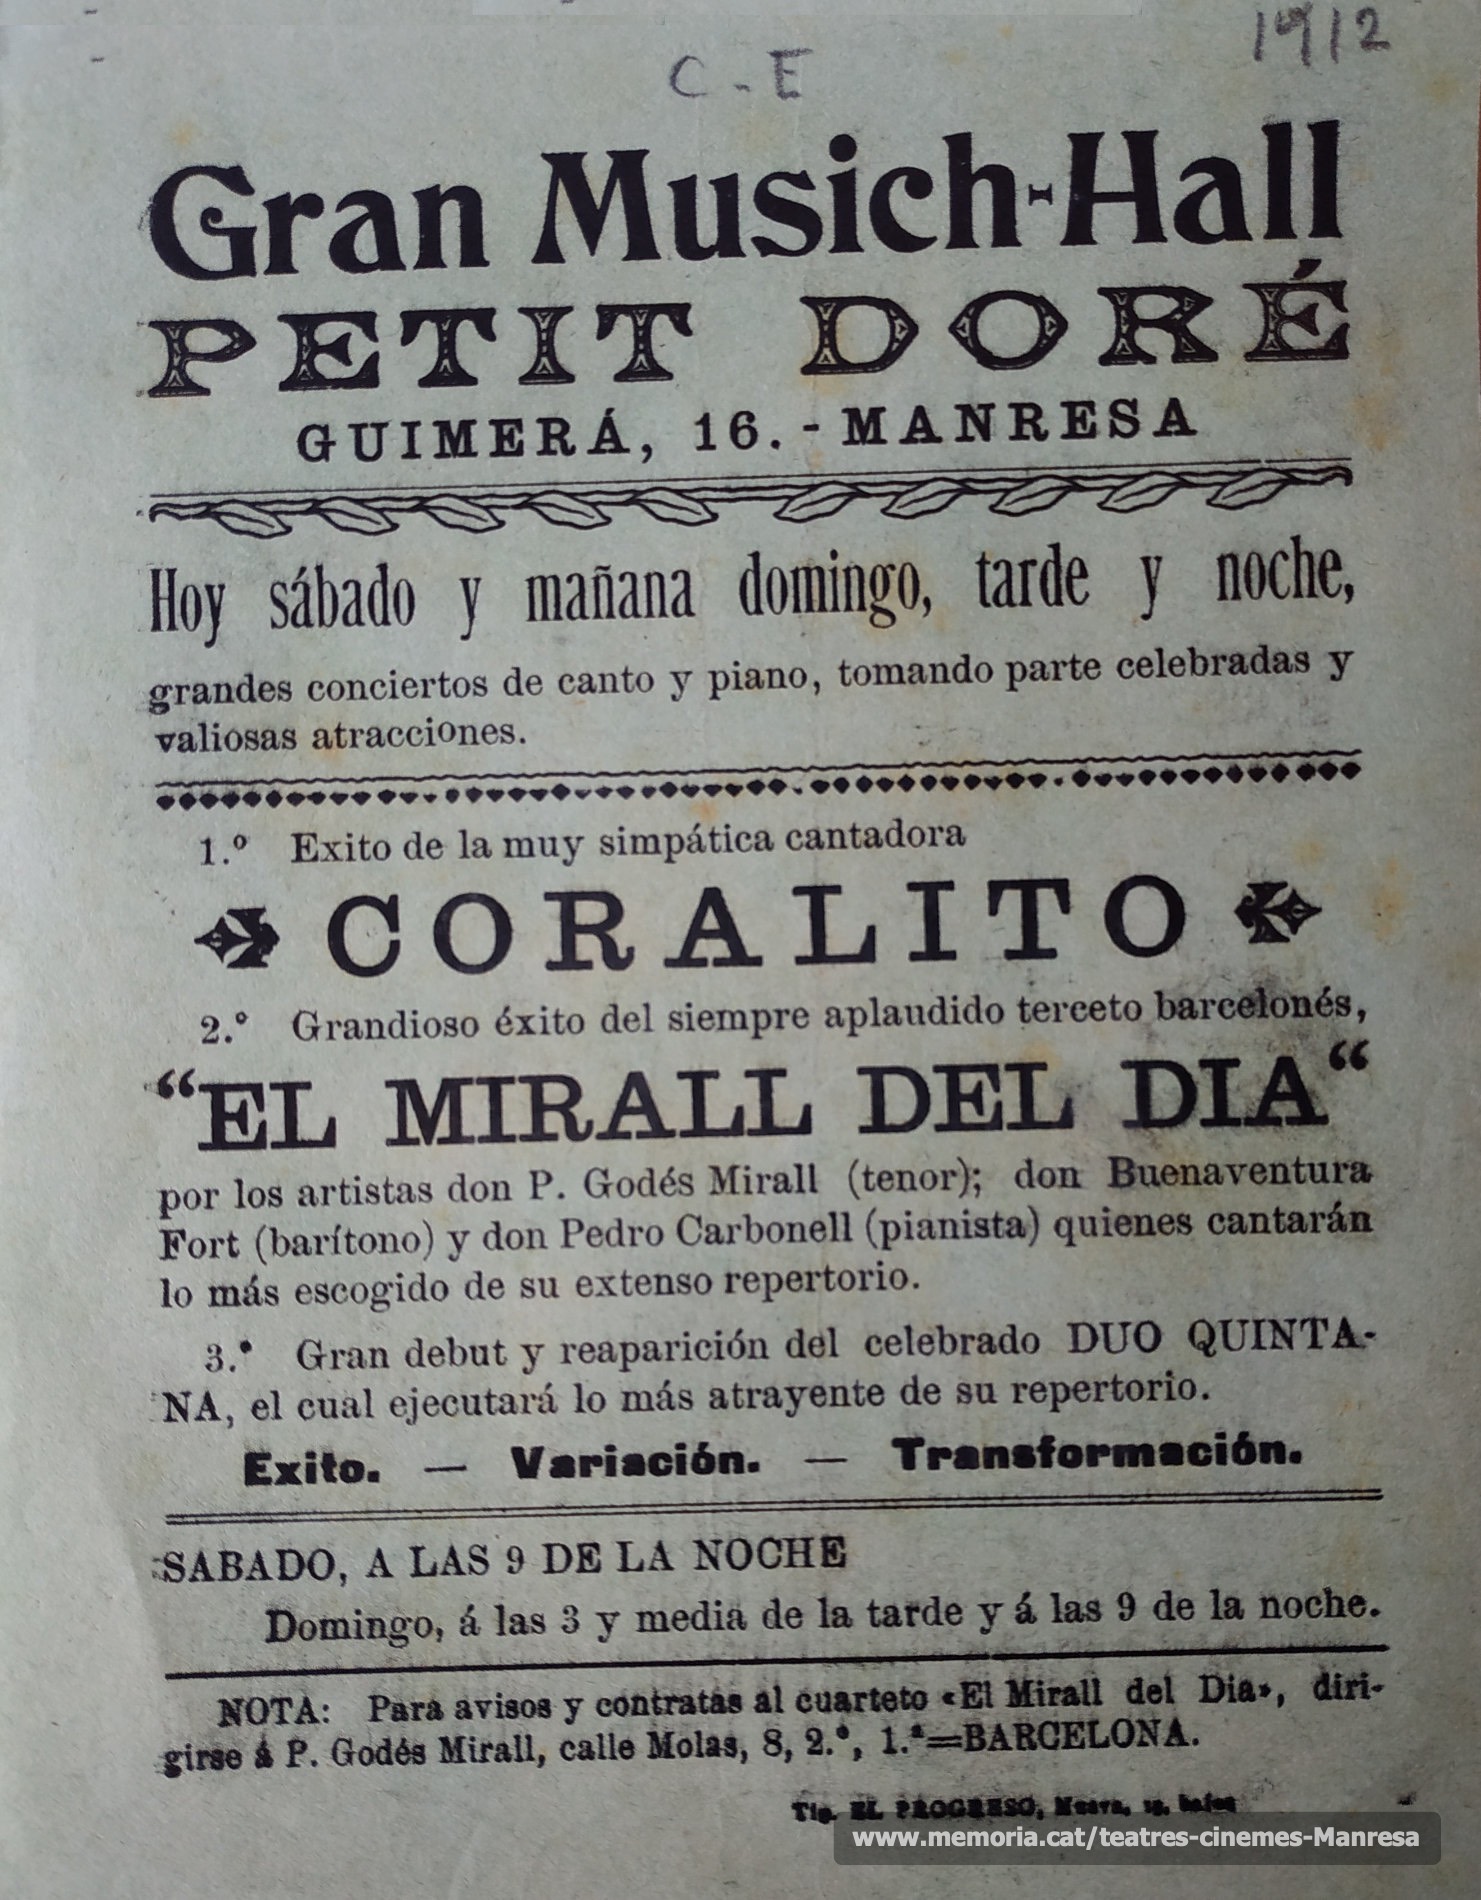 1912
C - E
Gran Musich-Hall
PETIT DORÉ
GUIMERÁ, 16. - MANRESA
Hoy sábado y mañana domingo, tarde y noche,
grandes conciertos de canto y piano, tomando parte celebradas y
valiosas atracciones.
1.º Exito de la muy simpática cantadora
CORALITO
2.º Grandioso éxito del siempre aplaudido terceto barcelonés,
“EL MIRALL DEL DIA“
por los artistas don P. Godés Mirall (tenor); don Buenaventura
Fort (barítono) y don Pedro Carbonell (pianista) quienes cantarán
lo más escogido de su extenso repertorio.
3.º Gran debut y reaparición del celebrado DUO QUINTA-
NA, el cual ejecutará lo más atrayente de su repertorio.
Exito. — Variación. — Transformación.
SABADO, A LAS 9 DE LA NOCHE
Domingo, á las 3 y media de la tarde y á las 9 de la noche.
NOTA: Para avisos y contratas al cuarteto «El Mirall del Dia», diri-
girse á P. Godés Mirall, calle Molas, 8, 2.º, 1.ª=BARCELONA.
Tip. EL PROGRESO,
www.memoria.cat/teatres-cinemes-Manresa